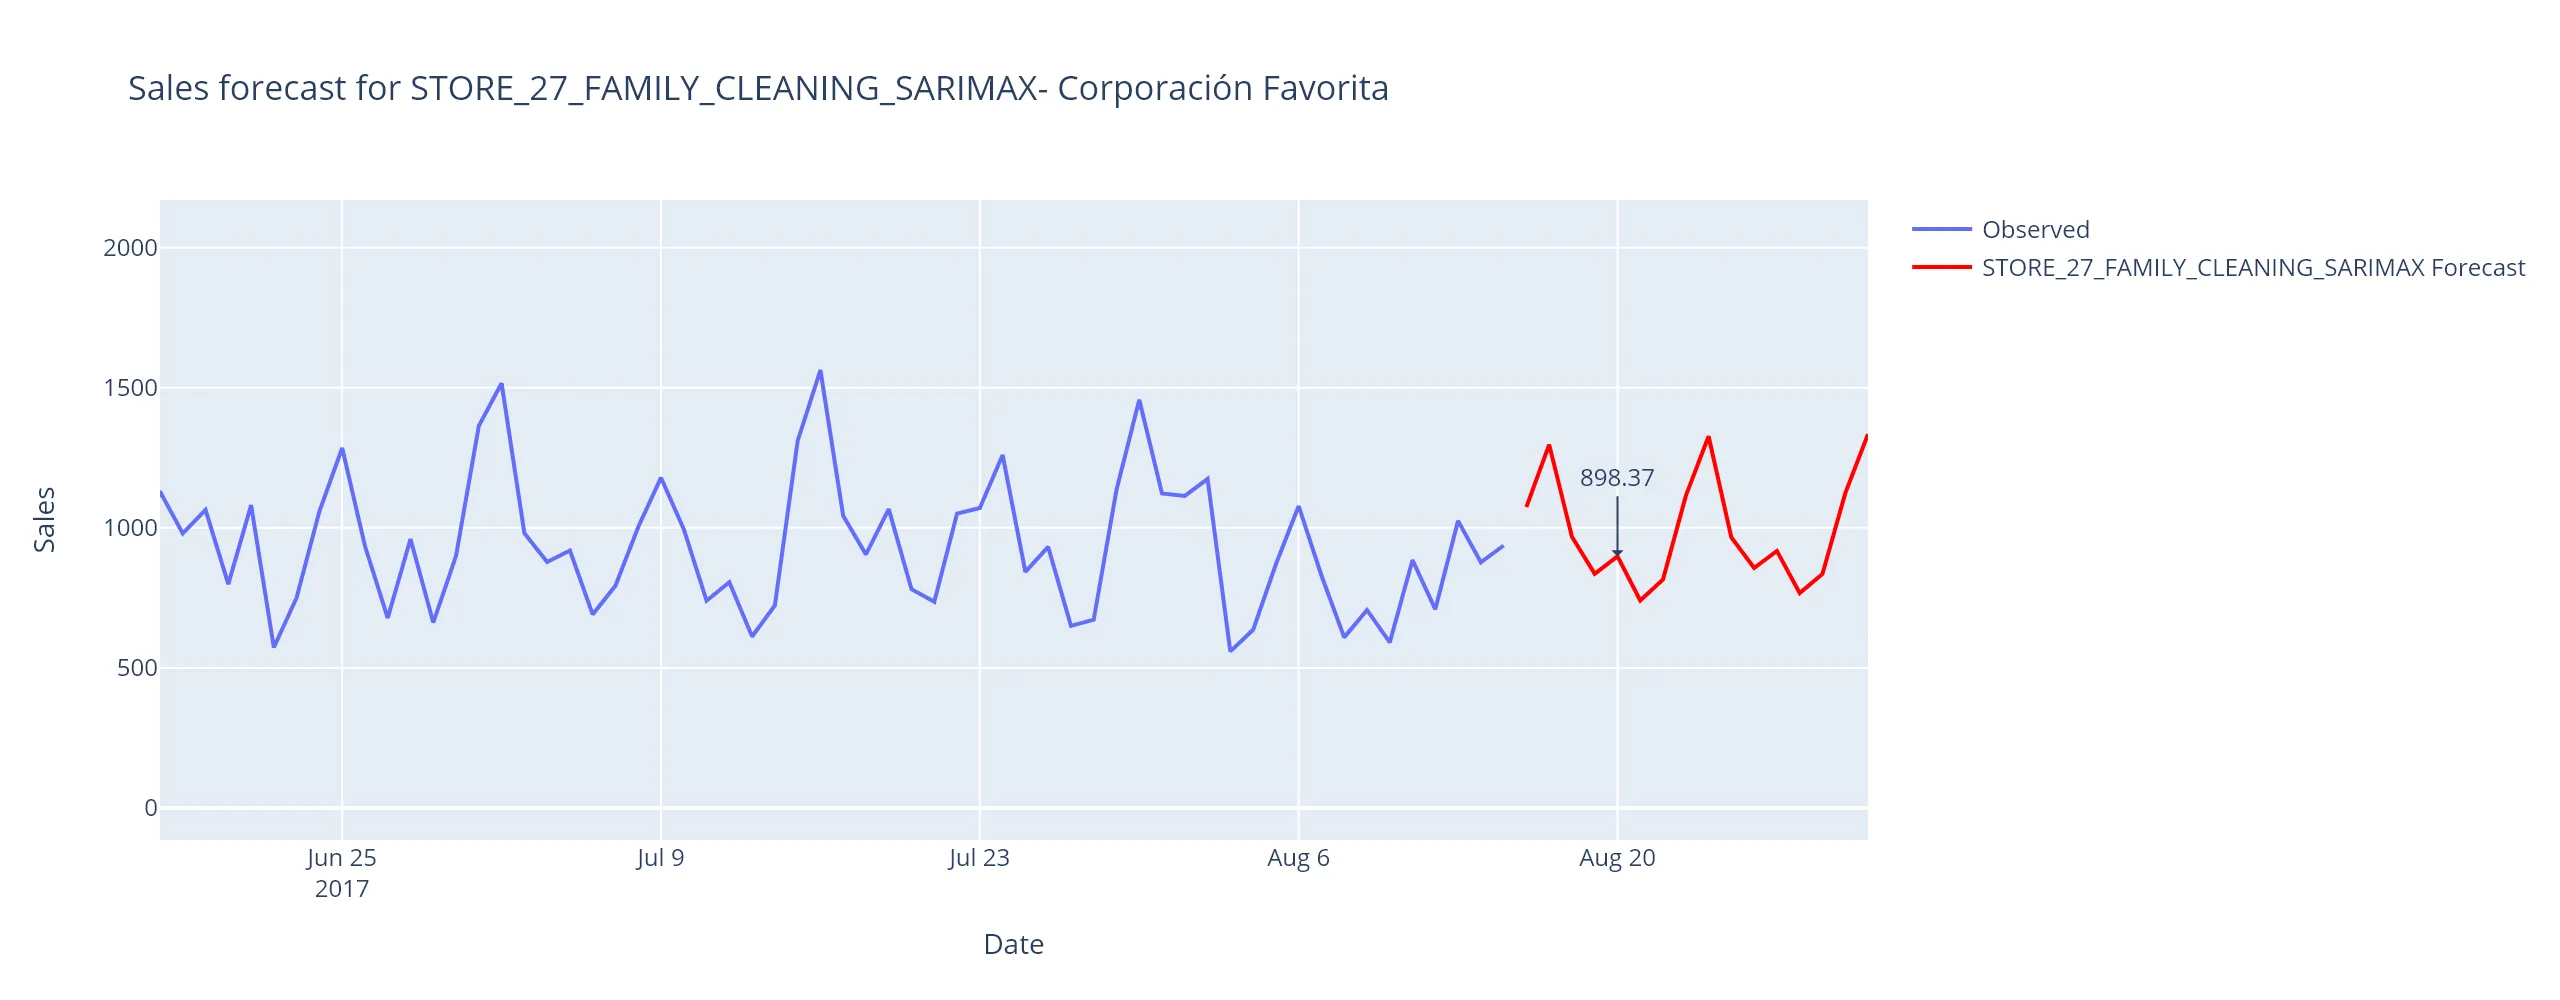 Sales forecast for STORE_27_FAMILY_CLEANING_SARIMAX- Corporación Favorita
Observed
STORE_27_FAMILY_CLEANING_SARIMAX Forecast
2000
1500
1000
500
0
Sales
898.37
Jun 25
2017
Jul 9
Jul 23
Aug 6
Aug 20
Date